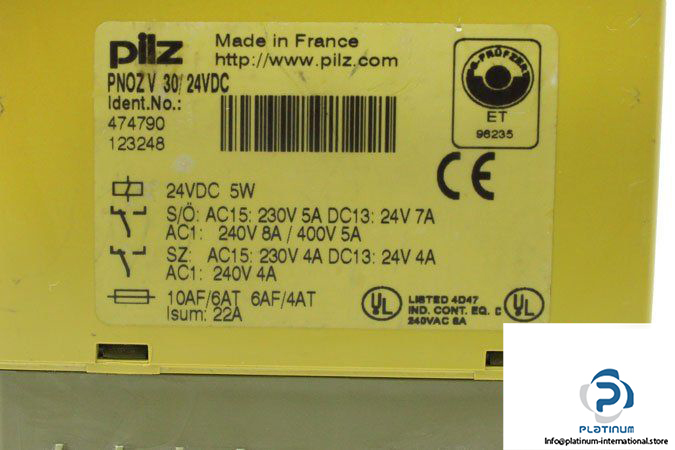 pilz
Made in France
http://www.pilz.com
PNOZ V 30/24VDC
Ident.No.:
474790
123248
ET
96235
CE
24VDC 5W
S/Ö: AC15: 230V 5A DC13: 24V 7A
AC1: 240V 8A / 400V 5A
SZ: AC15: 230V 4A DC13: 24V 4A
AC1: 240V 4A
10AF/6AT 6AF/4AT
Isum: 22A
UL
LISTED 4D47
IND. CONT. EQ.
240VAC 6A
UL
PLATINUM
Info@platinum-international.store